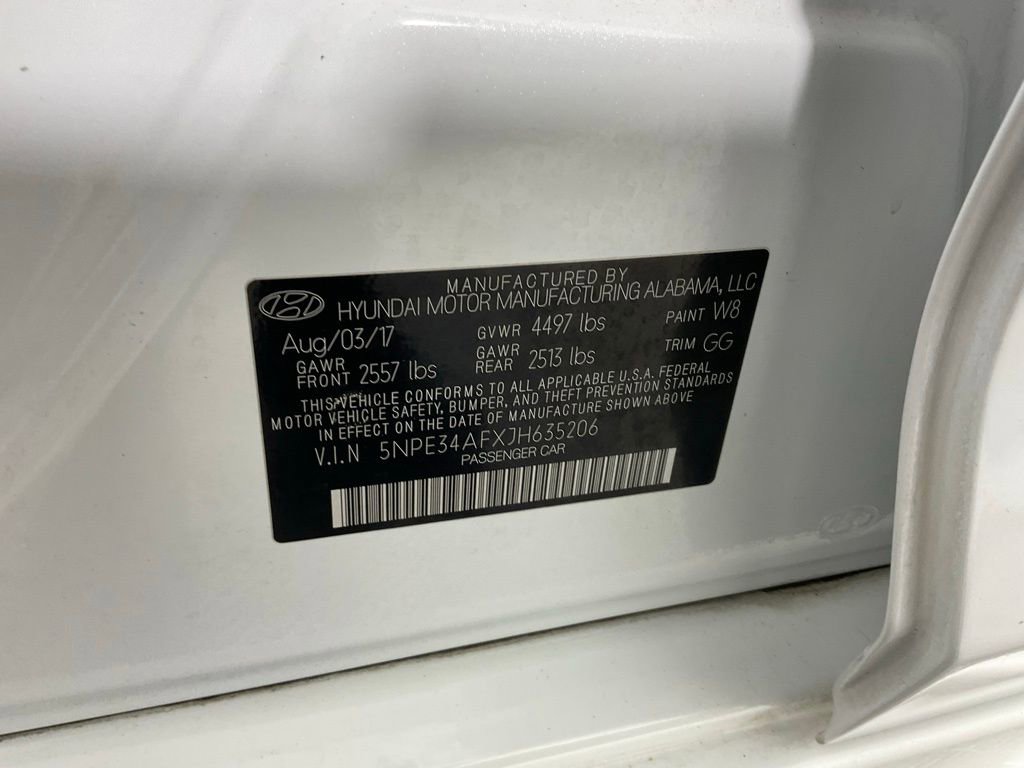 MANUFACTURED BY
HYUNDAI MOTOR MANUFACTURING ALABAMA, LLC
Aug/03/17 GVWR 4497 lbs PAINT W8
GAWR FRONT 2557 lbs GAWR REAR 2513 lbs TRIM GG
THIS VEHICLE CONFORMS TO ALL APPLICABLE U.S.A. FEDERAL
MOTOR VEHICLE SAFETY, BUMPER, AND THEFT PREVENTION STANDARDS
IN EFFECT ON THE DATE OF MANUFACTURE SHOWN ABOVE
V.I.N 5NPE34AFXJH635206
PASSENGER CAR